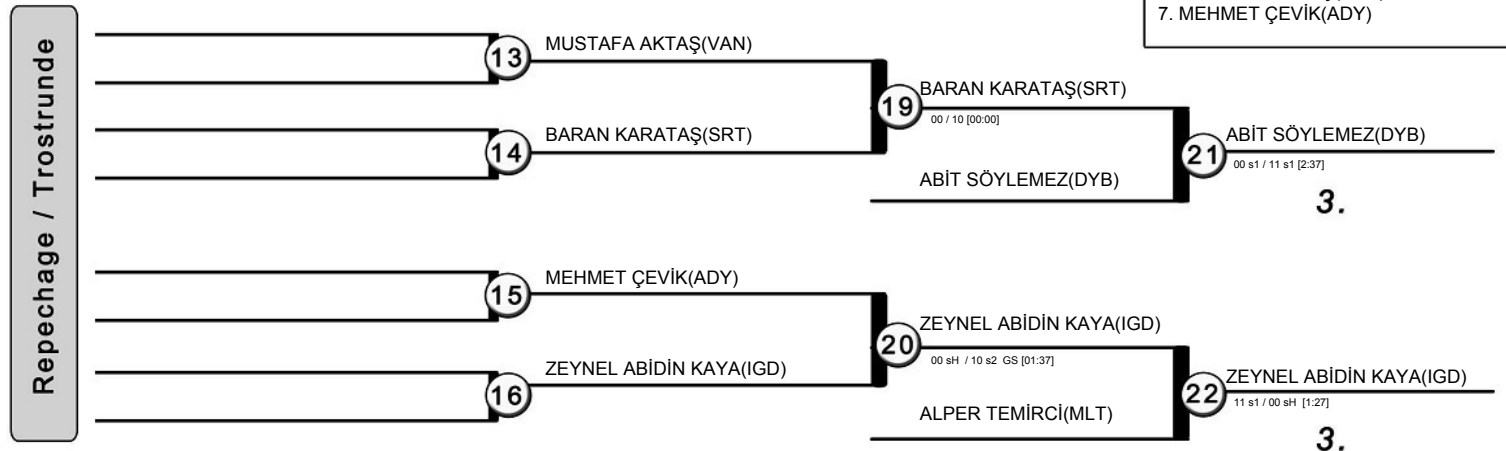 7. MEHMET ÇEVİK(ADY)
Repechage / Trostrunde
13
MUSTAFA AKTAŞ(VAN)
14
BARAN KARATAŞ(SRT)
19
BARAN KARATAŞ(SRT)
00 / 10 [00:00]
ABİT SÖYLEMEZ(DYB)
21
ABİT SÖYLEMEZ(DYB)
00 s1 / 11 s1 [2:37]
3.
15
MEHMET ÇEVİK(ADY)
16
ZEYNEL ABİDİN KAYA(IGD)
20
ZEYNEL ABİDİN KAYA(IGD)
00 sH / 10 s2 GS [01:37]
ALPER TEMİRCİ(MLT)
22
ZEYNEL ABİDİN KAYA(IGD)
11 s1 / 00 sH [1:27]
3.